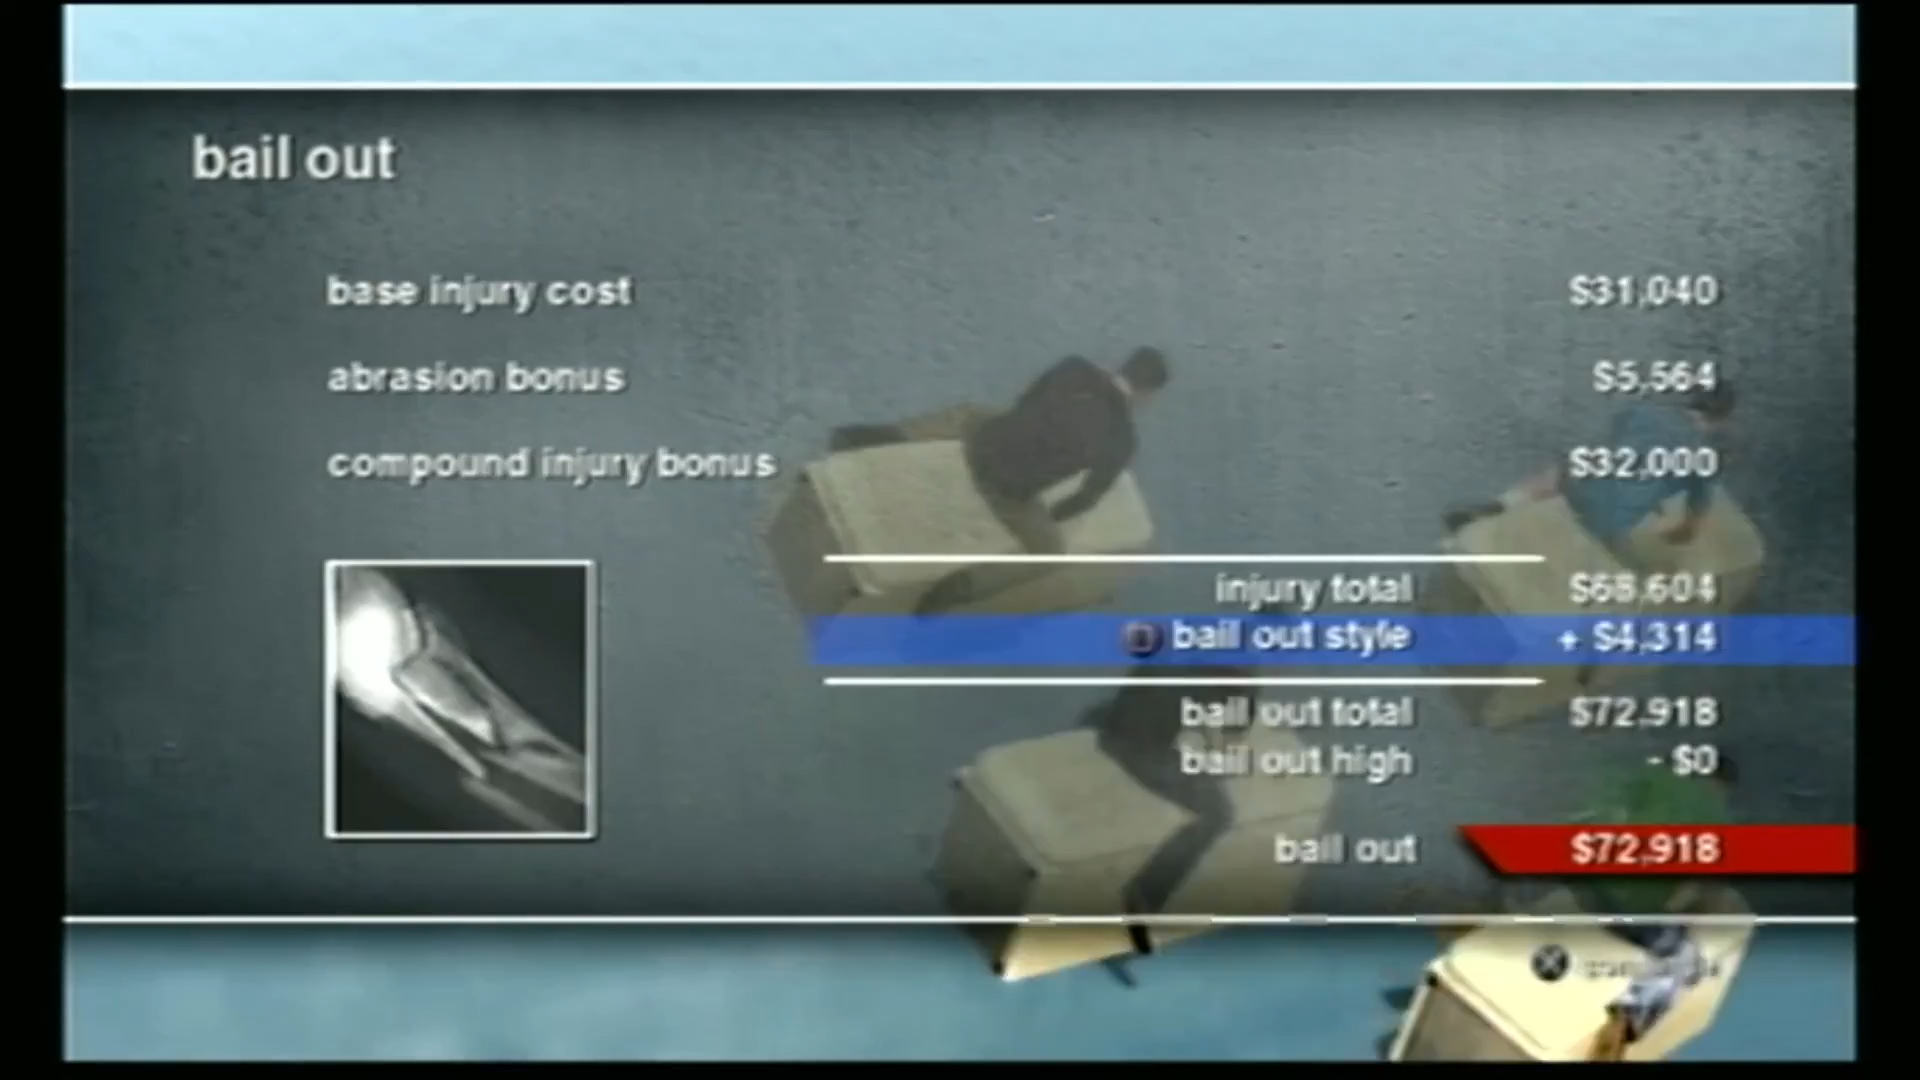 bail out
base injury cost $31,040
abrasion bonus $5,564
compound injury bonus $32,000
injury total $68,604
bail out style + $4,314
bail out total $72,918
bail out high - $0
bail out $72,918